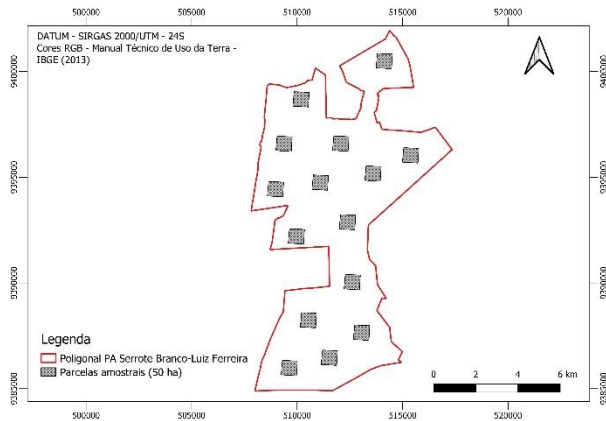 500000 505000 510000 515000 520000
DATUM - SIRGAS 2000/UTM - 24S
Cores RGB - Manual Técnico de Uso da Terra -
IBGE (2013)
9400000 9400000
9395000 9395000
9390000 9390000
9385000 9385000
Legenda
Poligonal PA Serrote Branco-Luiz Ferreira
Parcelas amostrais (50 ha)
0 2 4 6 km
500000 505000 510000 515000 520000